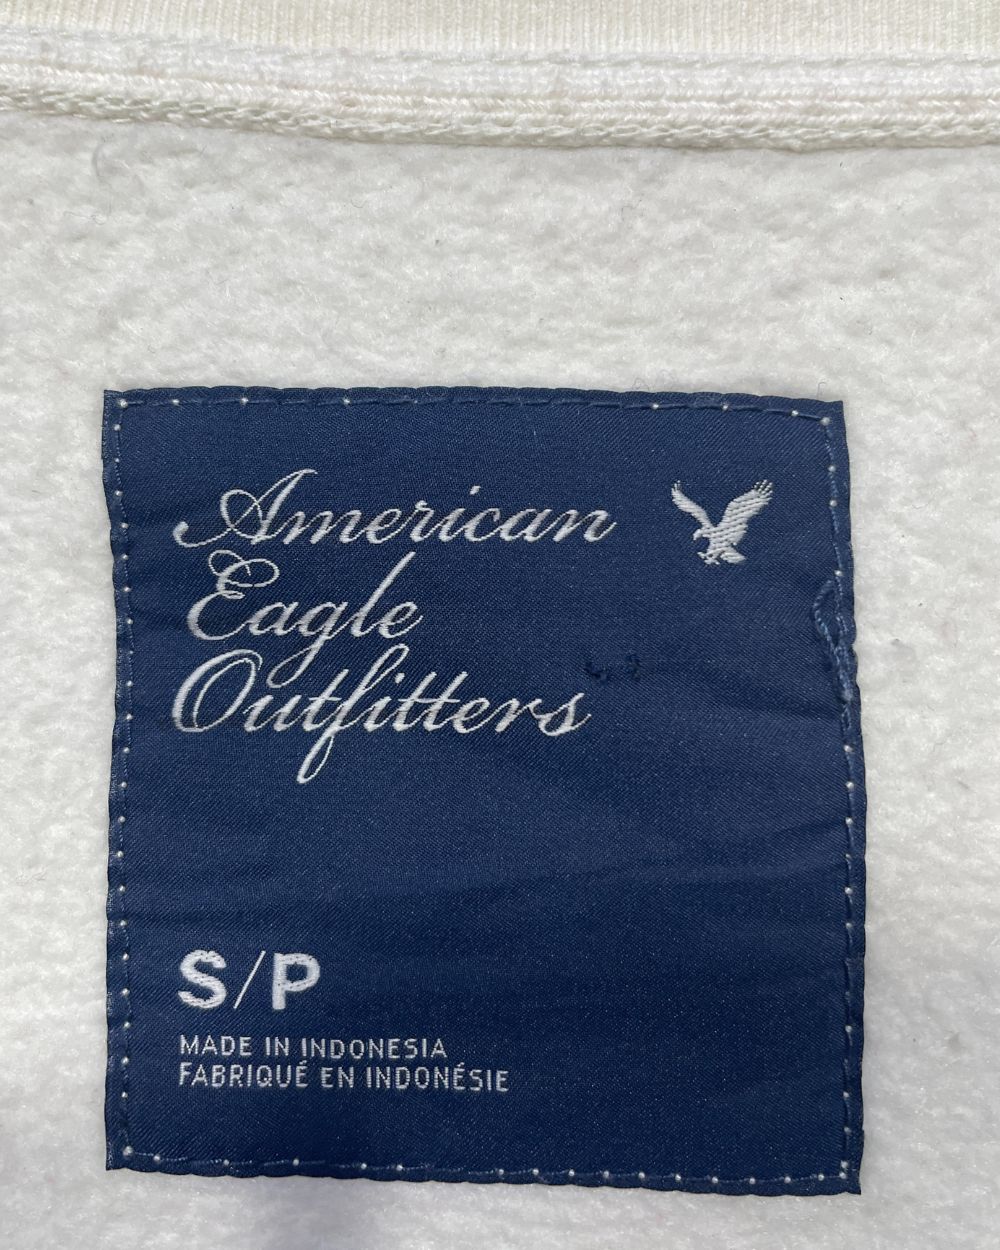 American
Eagle
Outfitters
S/P
MADE IN INDONESIA
FABRIQUÉ EN INDONÉSIE